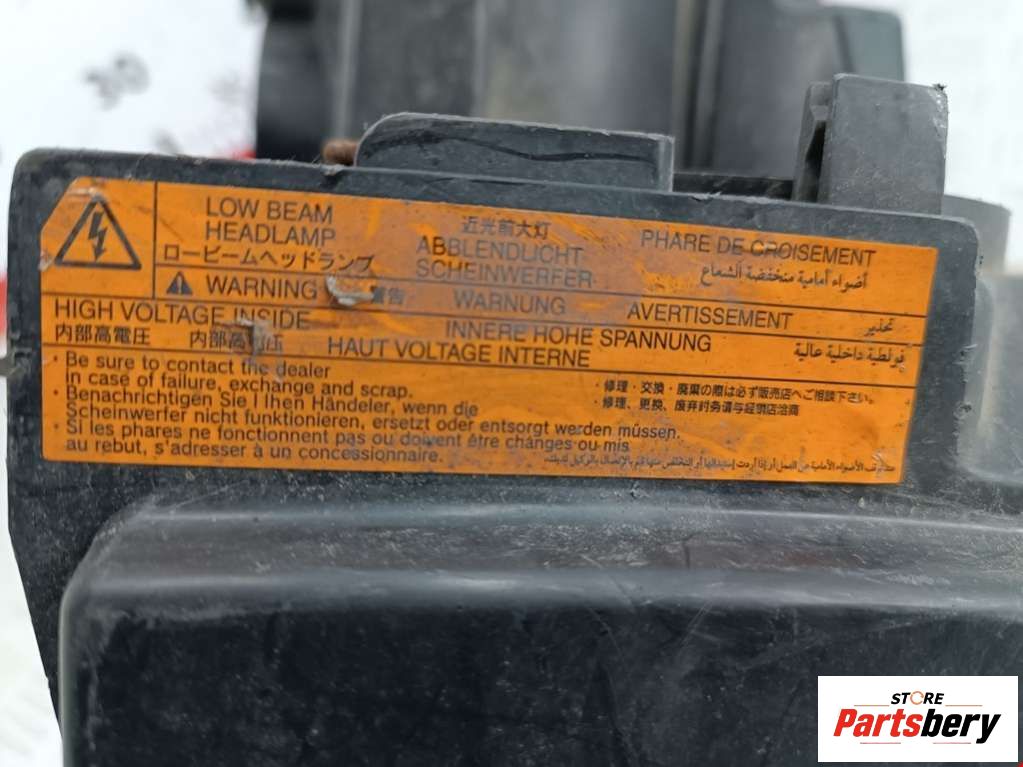 LOW BEAM
HEADLAMP
ロービームヘッドランプ
近光前大灯
ABBLENDLICHT-
SCHEINWERFER
PHARE DE CROISEMENT
أضواء أمامية منخفضة الشعاع
WARNING 警告 WARNUNG AVERTISSEMENT تحذير
HIGH VOLTAGE INSIDE INNERE HOHE SPANNUNG
内部高電圧 内部高 圧 HAUT VOLTAGE INTERNE فولطية داخلية عالية
・Be sure to contact the dealer
in case of failure, exchange and scrap.
・Benachrichtigen Sie I Ihen Händeler, wenn die
Scheinwerfer nicht funktionieren, ersetzt oder entsorgt werden müssen.
・Si les phares ne fonctionnent pas ou doivent être changes ou mis
au rebut, s'adresser à un concessionnaire.
・修理・交換・廃棄の際は必ず販売店へご相談下さい。
・修理、更换、废弃时务请与经销店洽商
STORE
Partsbery